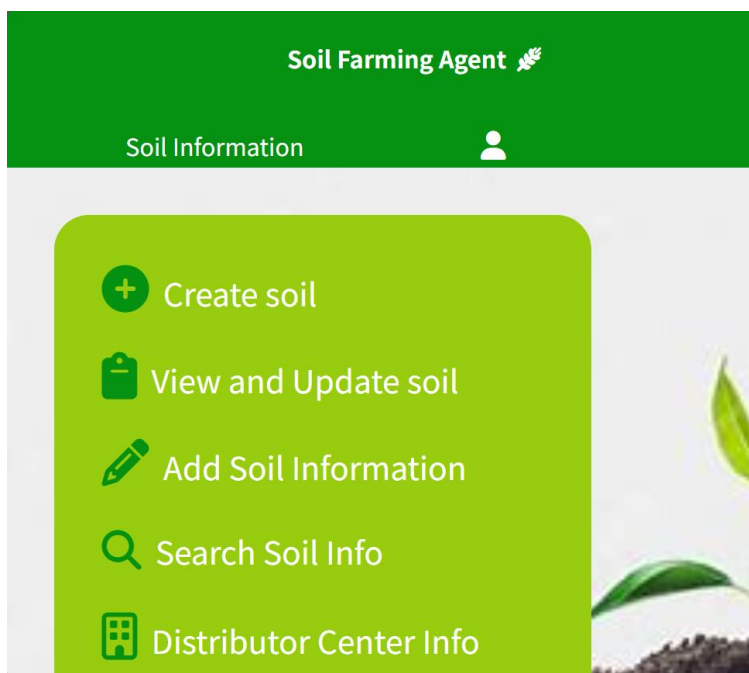 Soil Farming Agent
Soil Information
Create soil
View and Update soil
Add Soil Information
Search Soil Info
Distributor Center Info